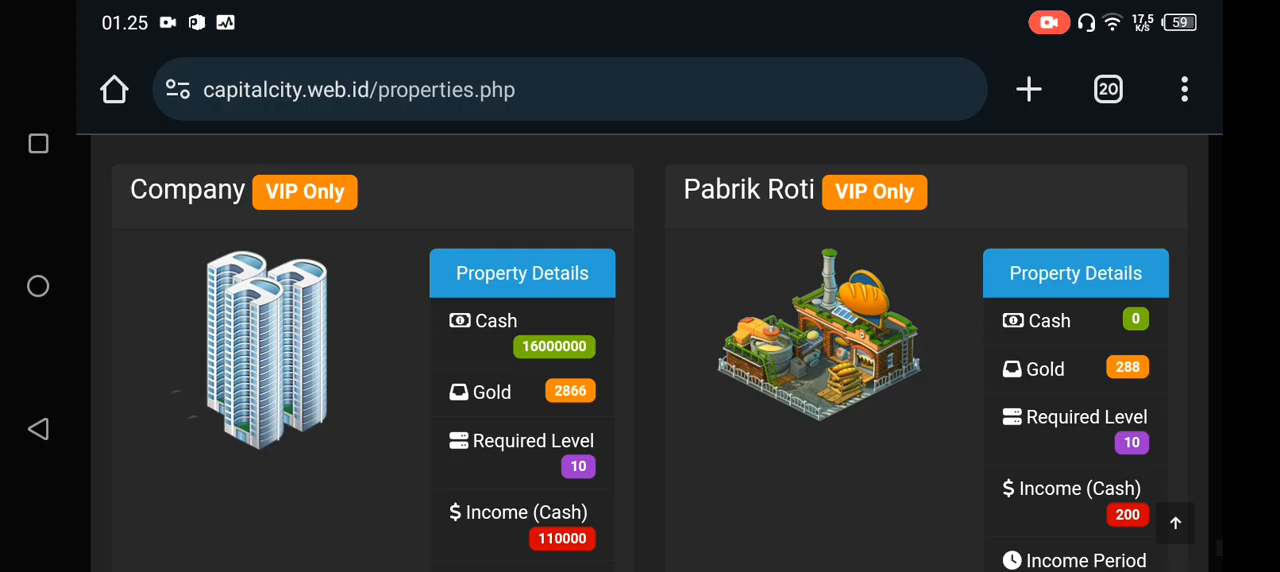 01.25
17,5
K/S
59
capitalcity.web.id/properties.php
20
Company VIP Only
Property Details
Cash
16000000
Gold 2866
Required Level
10
$ Income (Cash)
110000
Pabrik Roti VIP Only
Property Details
Cash 0
Gold 288
Required Level
10
$ Income (Cash)
200
Income Period